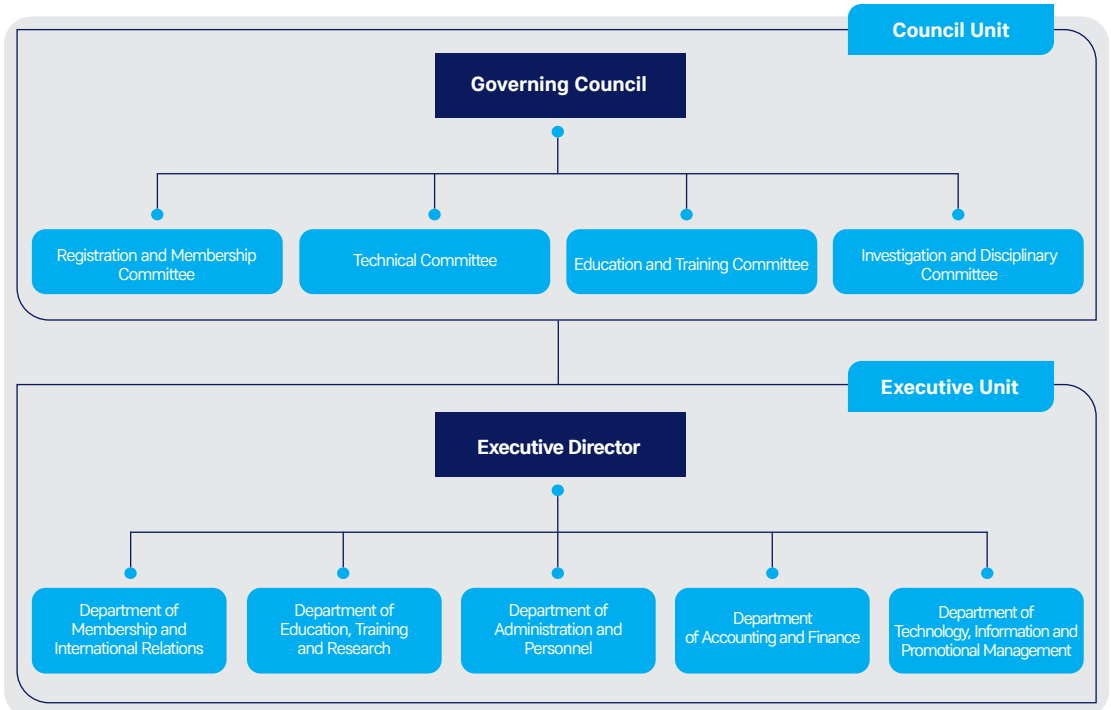 Council Unit
Governing Council
Registration and Membership
Committee
Technical Committee
Education and Training Committee
Investigation and Disciplinary
Committee
Executive Unit
Executive Director
Department of
Membership and
International Relations
Department of
Education, Training
and Research
Department of
Administration and
Personnel
Department
of Accounting and Finance
Department of
Technology, Information and
Promotional Management